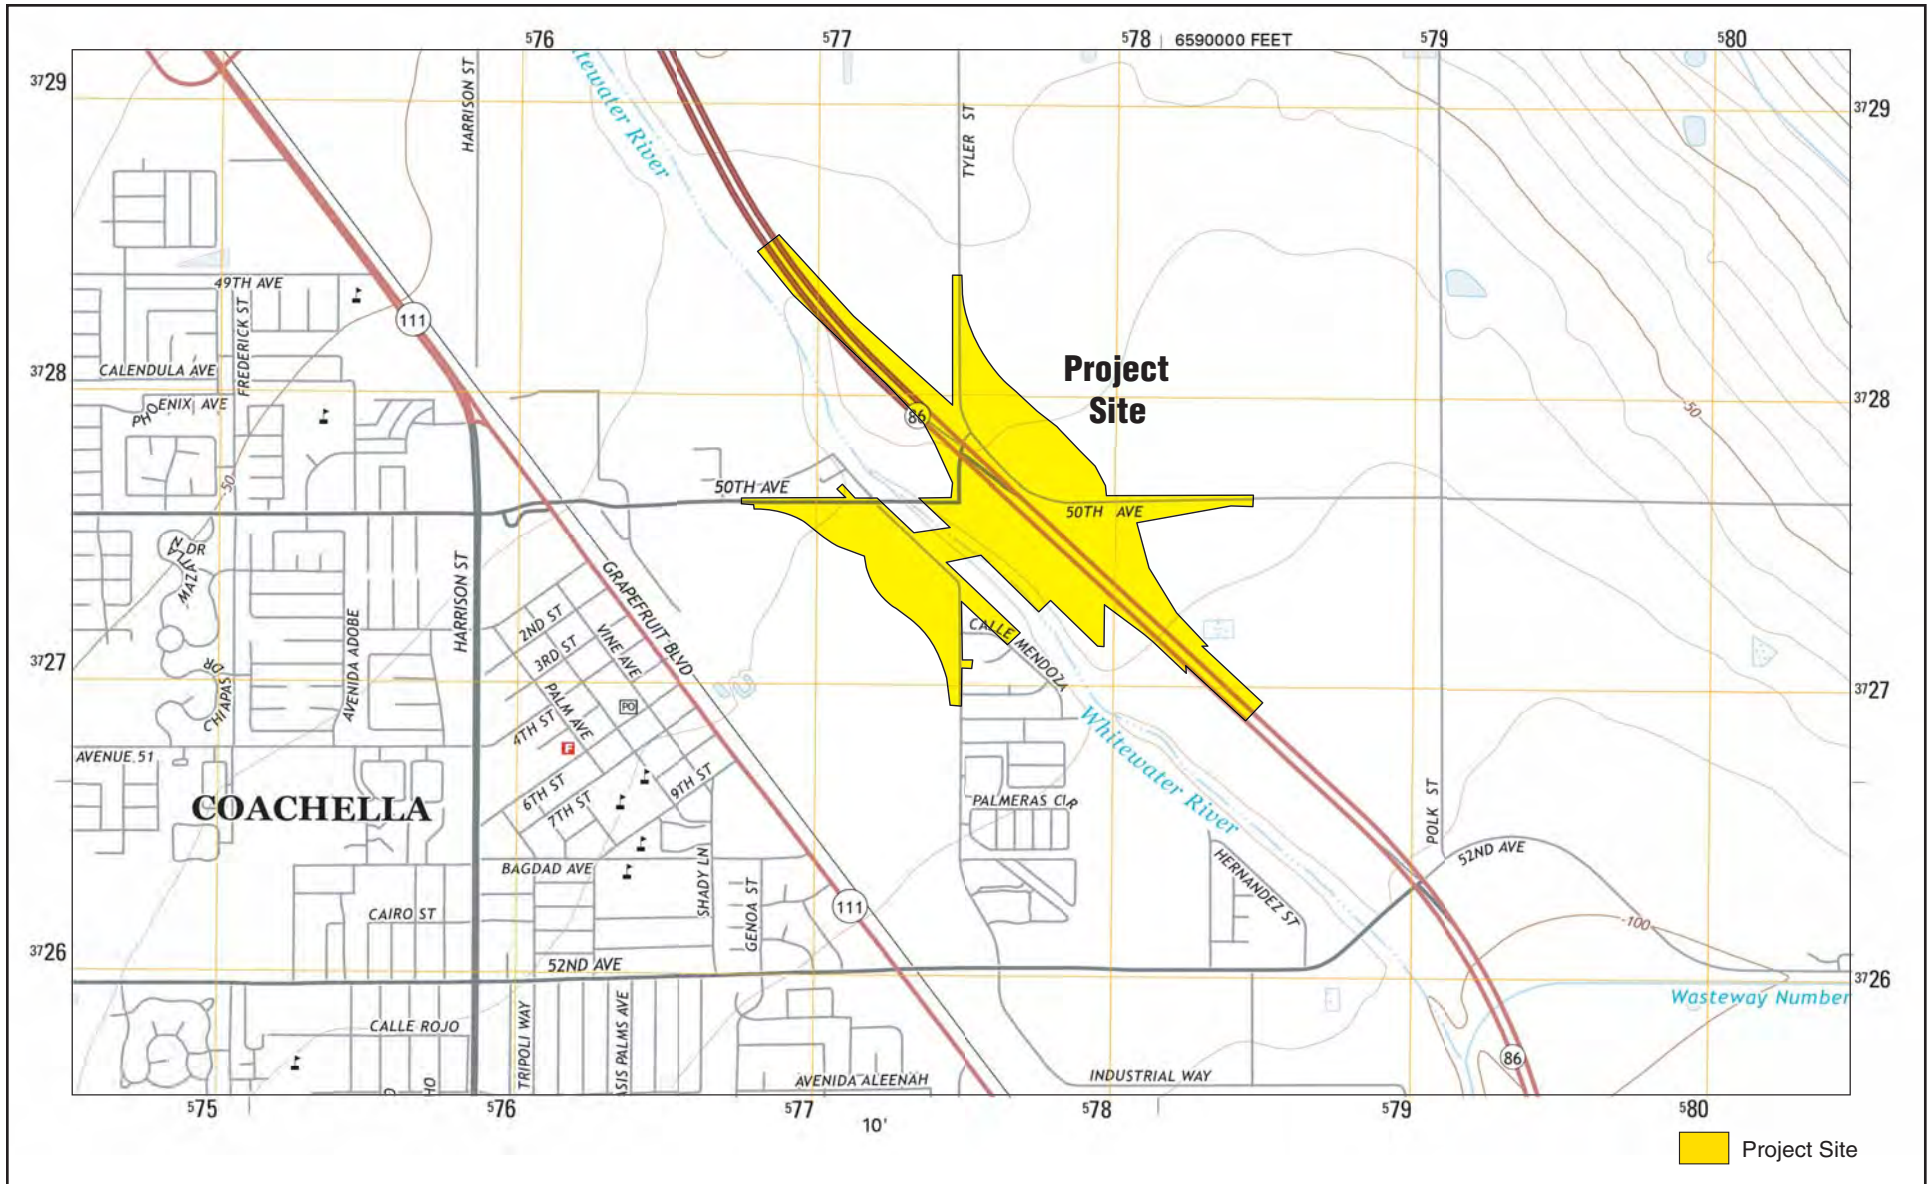 576
577
578
6590000 FEET
579
580
3729
3729
HARRISON ST
tewater River
TYLER ST
49TH AVE
FREDERICK ST
111
3728
CALENDULA AVE
PHOENIX AVE
Project
Site
3728
86
-50
-50
50TH AVE
50TH AVE
MAZATLAN DR
HARRISON ST
AVENIDA ADOBE
GRAPEFRUIT BLVD
2ND ST
3RD ST
VINE AVE
CALLE MENDOZA
3727
CHIAPAS DR
PALM AVE
4TH ST
PO
F
3727
Whitewater River
AVENUE 51
6TH ST
7TH ST
9TH ST
COACHELLA
PALMERAS CIR
POLK ST
52ND AVE
BAGDAD AVE
SHADY LN
GENOA ST
HERNANDEZ ST
CAIRO ST
111
-100
3726
52ND AVE
3726
Wasteway Number
CALLE ROJO
TRIPOLI WAY
ASIS PALMS AVE
HO
AVENIDA ALEENAH
INDUSTRIAL WAY
86
575
576
577
578
579
580
10'
Project Site